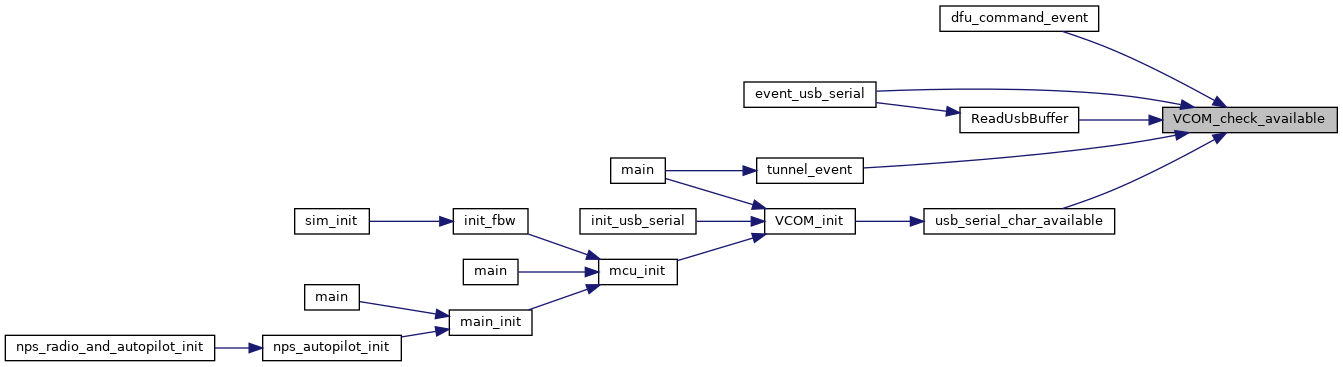 dfu_command_event
event_usb_serial
ReadUsbBuffer
VCOM_check_available
main
tunnel_event
sim_init
init_fbw
init_usb_serial
VCOM_init
usb_serial_char_available
main
mcu_init
main
main_init
nps_radio_and_autopilot_init
nps_autopilot_init